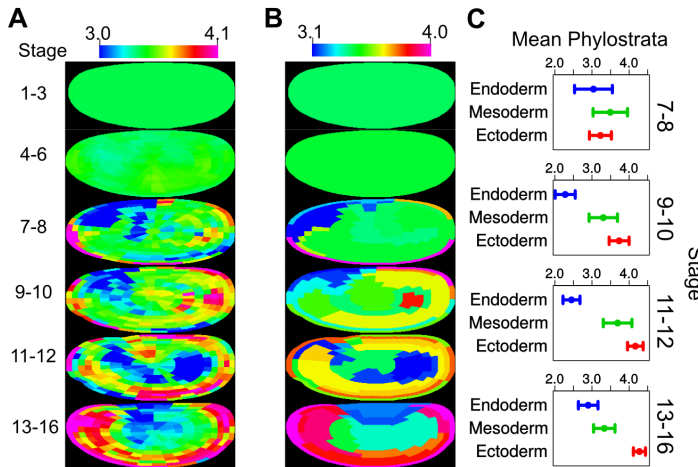 A
B
C
Stage
3.0
4.1
3.1
4.0
Mean Phylostrata
1-3
4-6
7-8
9-10
11-12
13-16
2.0 3.0 4.0
Endoderm
Mesoderm
Ectoderm
7-8
2.0 3.0 4.0
Endoderm
Mesoderm
Ectoderm
9-10
2.0 3.0 4.0
Endoderm
Mesoderm
Ectoderm
11-12
2.0 3.0 4.0
Endoderm
Mesoderm
Ectoderm
13-16
Stage